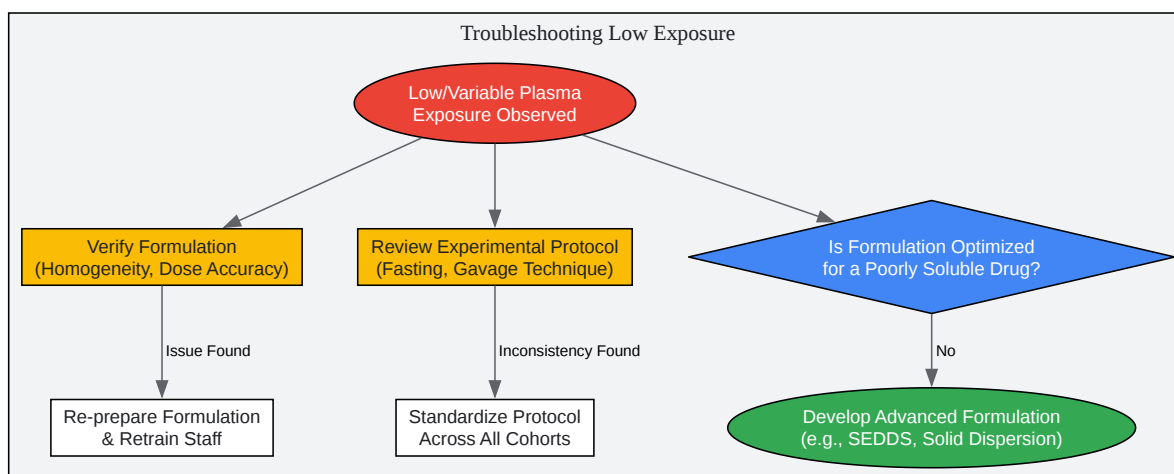 Troubleshooting Low Exposure
Low/Variable Plasma
Exposure Observed
Verify Formulation
(Homogeneity, Dose Accuracy)
Review Experimental Protocol
(Fasting, Gavage Technique)
Is Formulation Optimized
for a Poorly Soluble Drug?
Issue Found
Inconsistency Found
No
Re-prepare Formulation
& Retrain Staff
Standardize Protocol
Across All Cohorts
Develop Advanced Formulation
(e.g., SEDDS, Solid Dispersion)